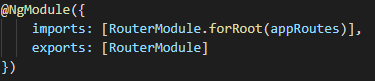 @NgModule({
    imports: [RouterModule.forRoot(appRoutes)],
    exports: [RouterModule]
})